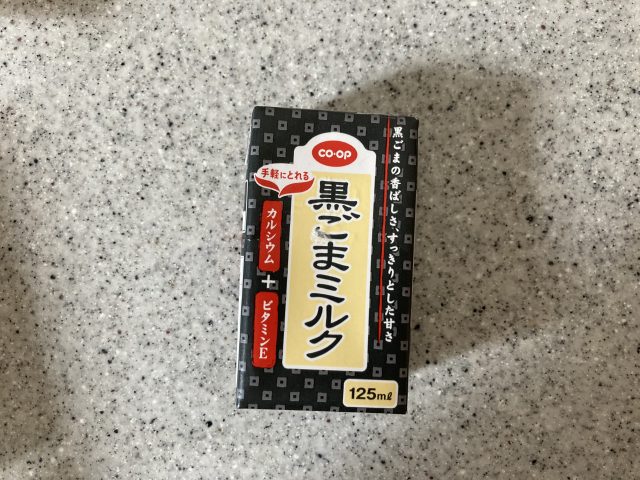 黒ごまの香ばしさ、すっきりとした甘さ
CO·OP
手軽にとれる
黒ごまミルク
カルシウム
+
ビタミンE
125ml